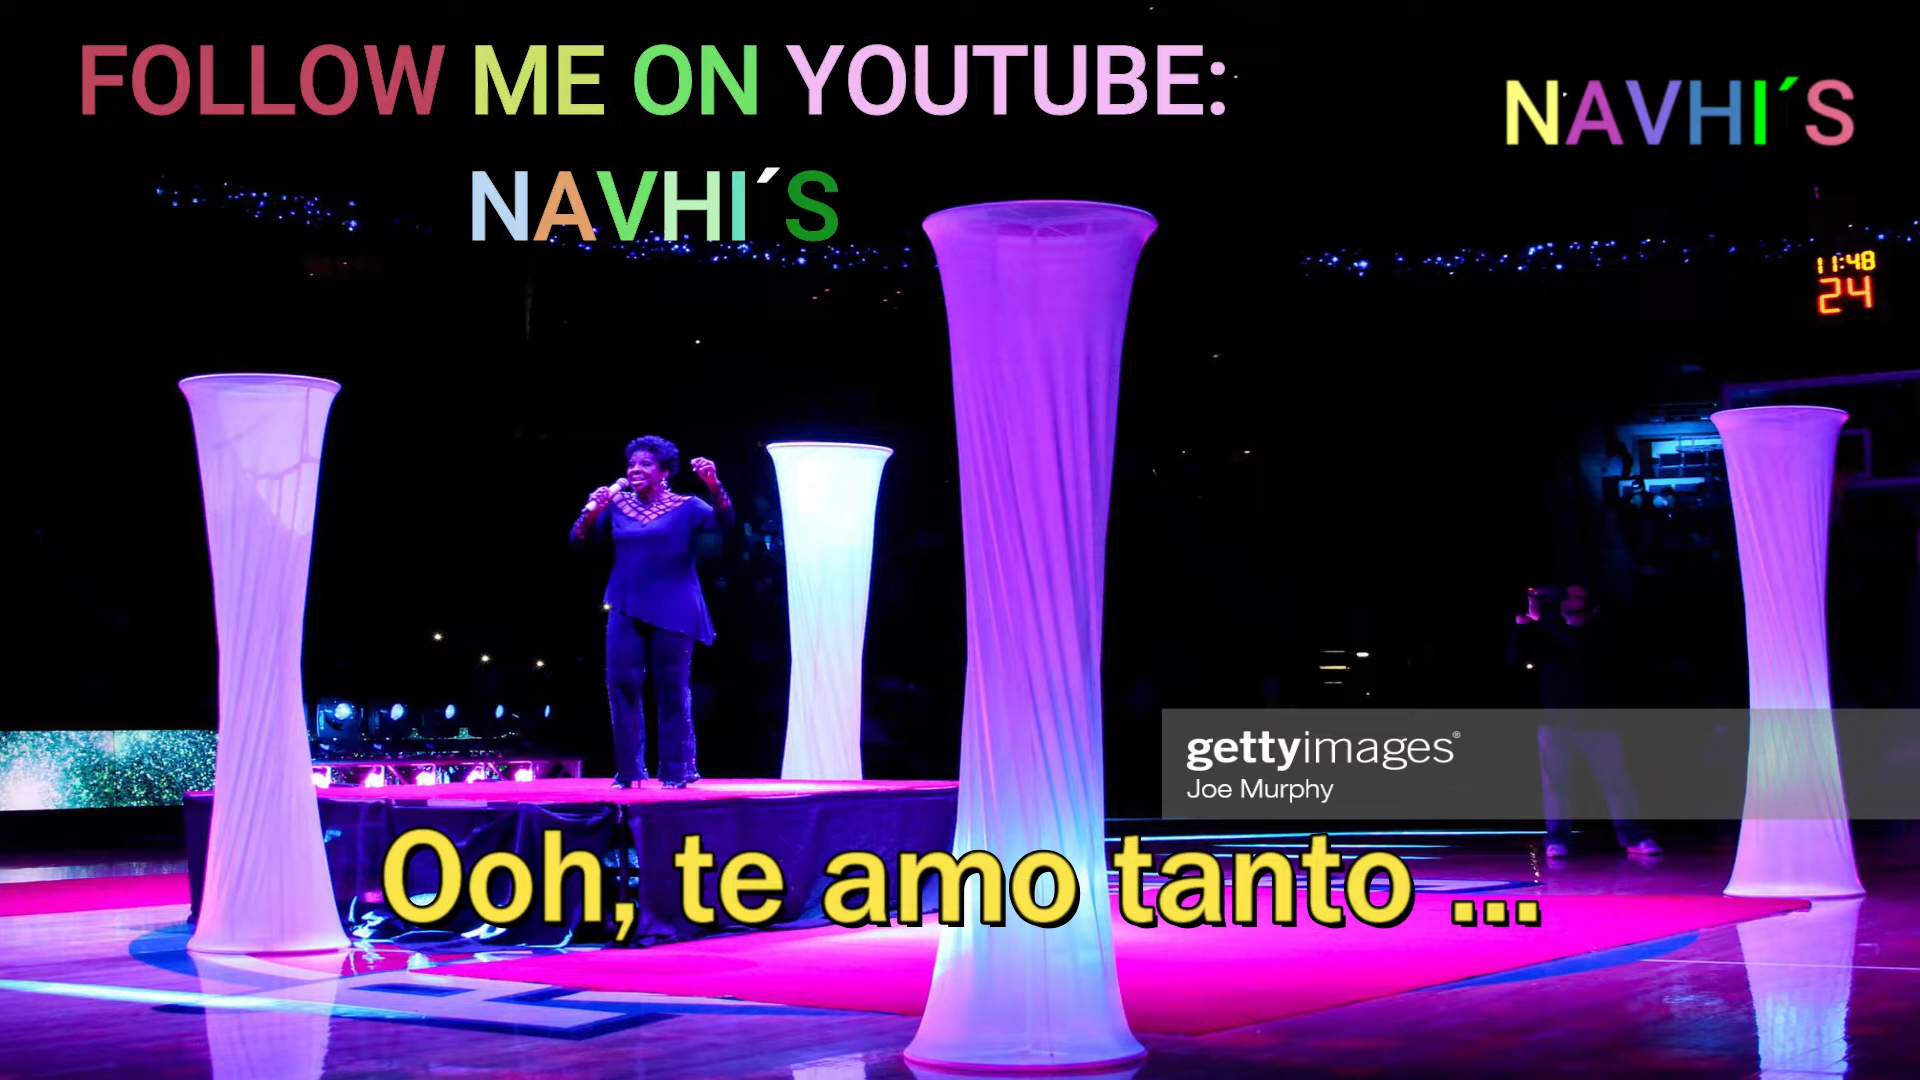 FOLLOW ME ON YOUTUBE:
NAVHI´S
NAVHI´S
11:48
24
gettyimages®
Joe Murphy
Ooh, te amo tanto ...